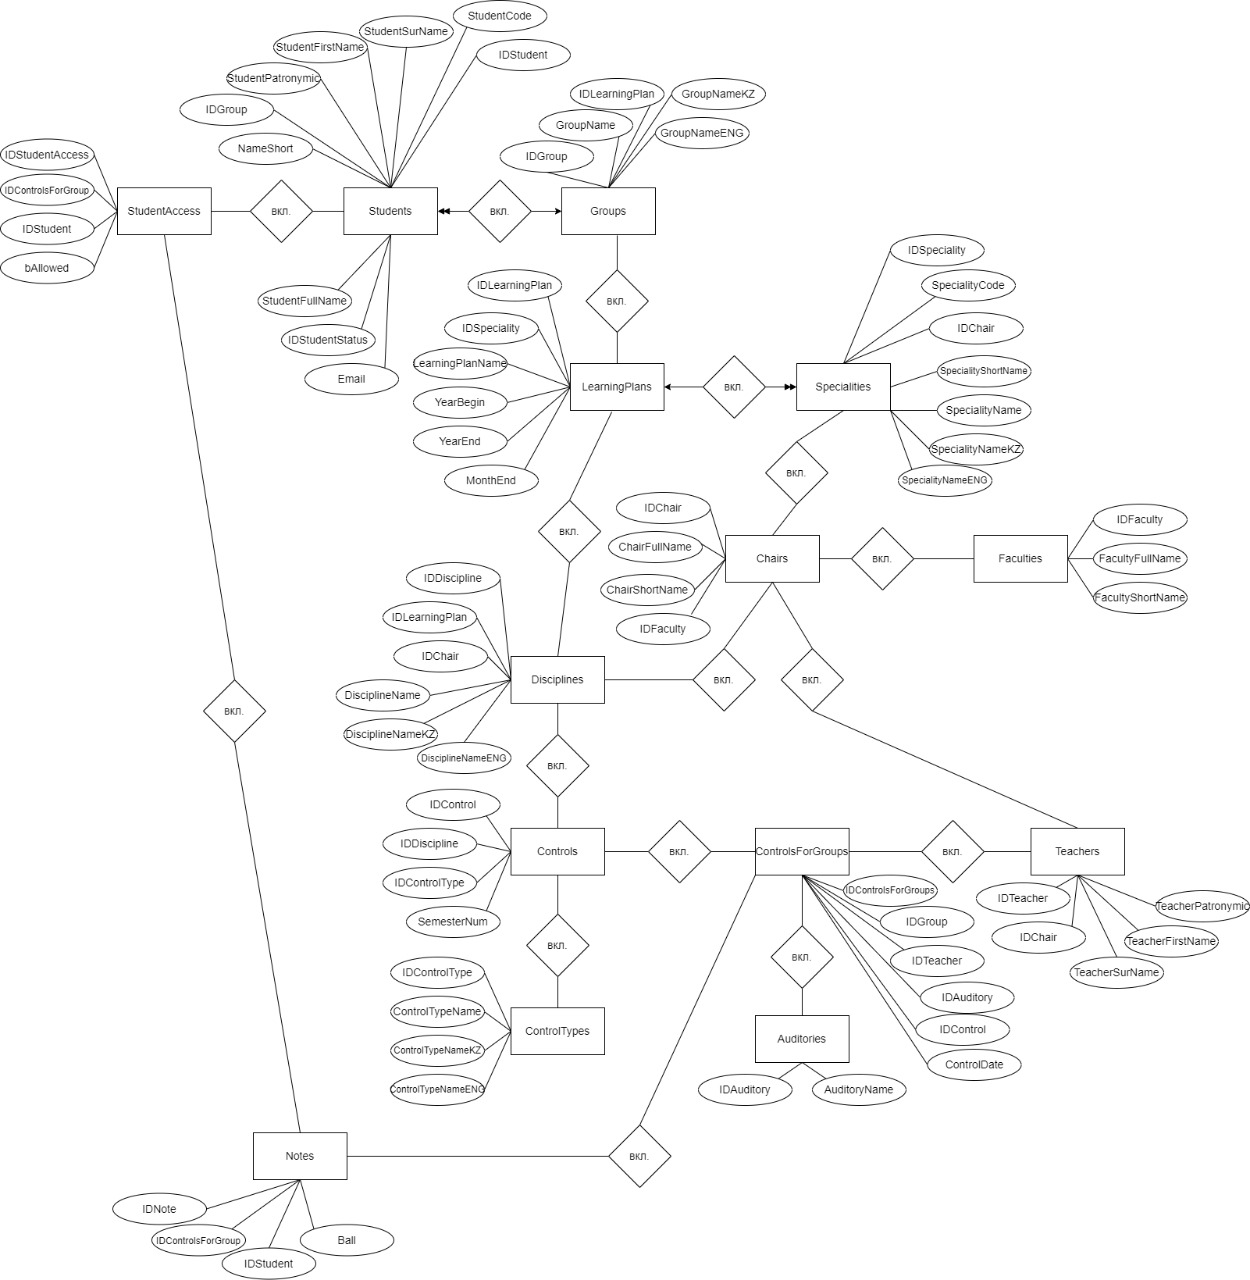 StudentCode
StudentSurName
StudentFirstName
IDStudent
StudentPatronymic
IDGroup
NameShort
IDLearningPlan
GroupNameKZ
GroupName
GroupNameENG
IDGroup
IDStudentAccess
IDControlsForGroup
IDStudent
bAllowed
StudentAccess
вкл.
Students
вкл.
Groups
StudentFullName
IDStudentStatus
Email
вкл.
IDLearningPlan
IDSpeciality
LearningPlanName
YearBegin
YearEnd
MonthEnd
LearningPlans
вкл.
Specialities
IDSpeciality
SpecialityCode
IDChair
SpecialityShortName
SpecialityName
SpecialityNameKZ
SpecialityNameENG
вкл.
вкл.
IDChair
ChairFullName
ChairShortName
IDFaculty
Chairs
вкл.
Faculties
IDFaculty
FacultyFullName
FacultyShortName
IDDiscipline
IDLearningPlan
IDChair
DisciplineName
DisciplineNameKZ
DisciplineNameENG
Disciplines
вкл.
вкл.
вкл.
вкл.
IDControl
IDDiscipline
IDControlType
SemesterNum
Controls
вкл.
ControlsForGroups
вкл.
Teachers
IDControlsForGroups
IDGroup
IDTeacher
IDAuditory
IDControl
ControlDate
IDTeacher
IDChair
TeacherSurName
TeacherFirstName
TeacherPatronymic
вкл.
вкл.
IDControlType
ControlTypeName
ControlTypeNameKZ
ControlTypeNameENG
ControlTypes
Auditories
IDAuditory
AuditoryName
Notes
вкл.
IDNote
IDControlsForGroup
IDStudent
Ball